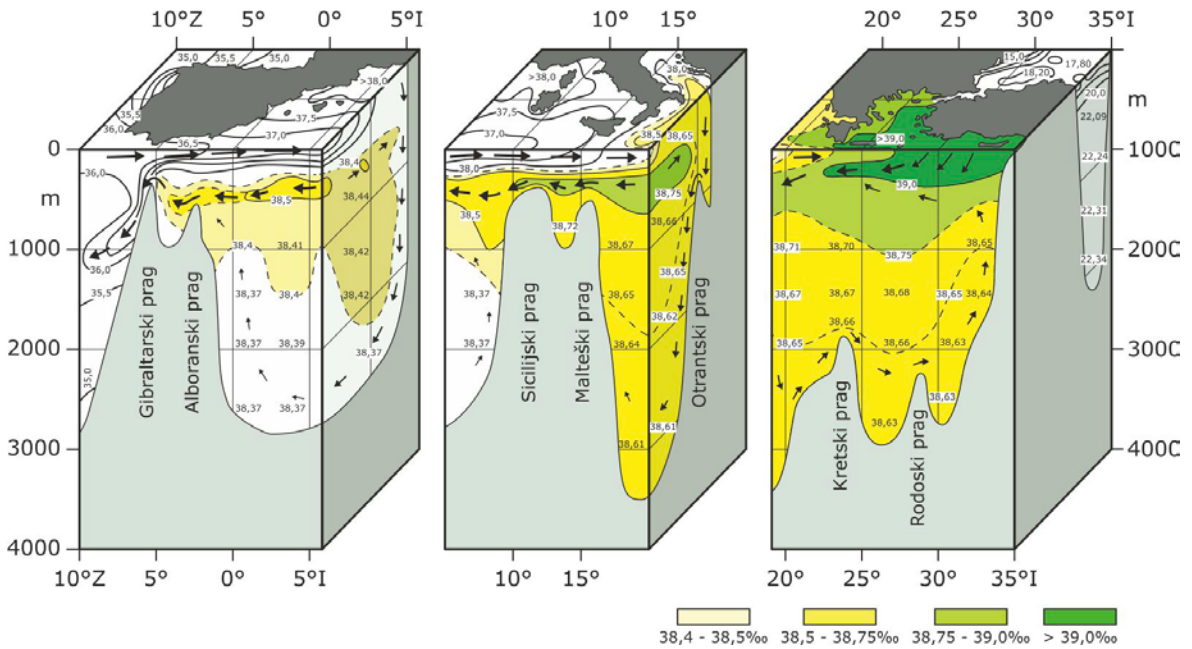 10°Z 5° 0° 5°I
10° 15°
20° 25° 30° 35°I
35,0 35,5 35,0
35,5
36,0
>38,0
37,5
37,0
36,5
>38,0
38,0
37,5
38,5
38,65
15,0
17,80
18,20
20,0
22,09
>39,0
m
0
m
1000
2000
3000
4000
36,0
38,4
38,5
38,44
38,4 38,41
38,42
38,42
36,0
35,5
38,37 38,4
38,37 38,39
38,37
38,37 38,37
35,0
Gibraltarski prag
Alboranski prag
38,0
38,75
38,5
38,72
38,66
38,67
38,65
38,37
38,65
38,62
38,64
38,37
38,61
38,61
Sicilijski prag
Malteški prag
Otrantski prag
39,0
22,24
22,31
22,34
38,71 38,70 38,75 38,65
38,67 38,67 38,68 38,65 38,64
38,66
38,65 38,66 38,63
38,63
38,63
Kretski prag
Rodoski prag
100C
200C
300C
400C
10°Z 5° 0° 5°I
10° 15°
20° 25° 30° 35°I
38,4 - 38,5‰ 38,5 - 38,75‰ 38,75 - 39,0‰ > 39,0‰